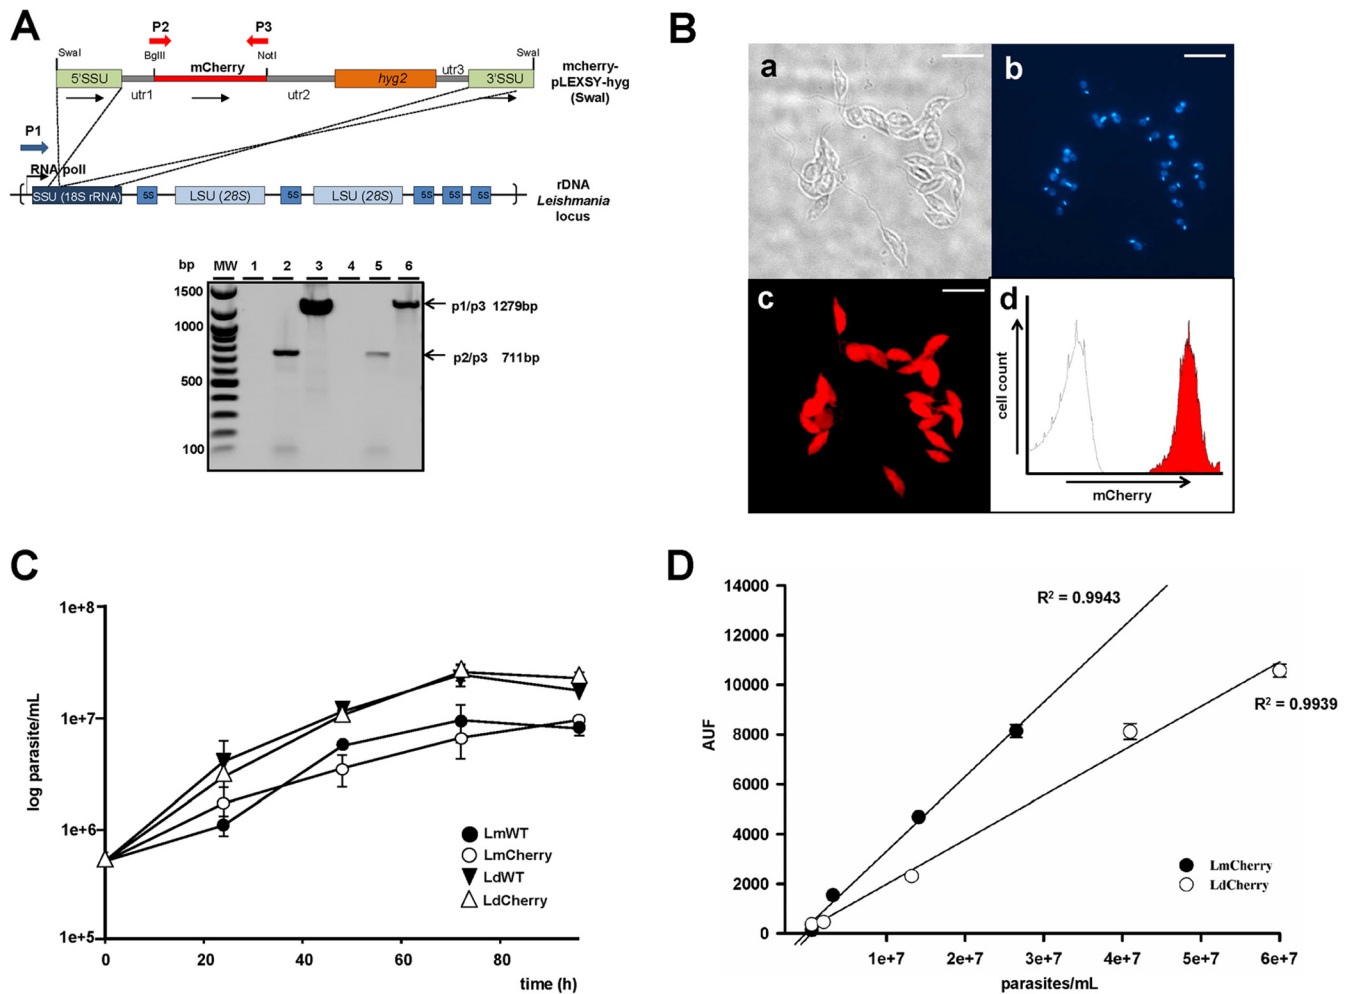 A
P2
P3
SwaI
BglII
NotI
SwaI
mCherry
5'SSU
hyg2
utr3
3'SSU
mcherry-
pLEXSY-hyg
(SwaI)
utr1
utr2
P1
RNA polI
SSU (18S rRNA)
5S
LSU (28S)
5S
LSU (28S)
5S
5S
5S
rDNA
Leishmania
locus
bp
MW
1
2
3
4
5
6
1500
1000
500
100
p1/p3 1279bp
p2/p3 711bp
B
a
b
c
d
cell count
mCherry
C
1e+8
1e+7
1e+6
1e+5
log parasite/mL
0
20
40
60
80
time (h)
LmWT
LmCherry
LdWT
LdCherry
D
14000
12000
10000
8000
6000
4000
2000
0
AUF
R² = 0.9943
R² = 0.9939
LmCherry
LdCherry
1e+7
2e+7
3e+7
4e+7
5e+7
6e+7
parasites/mL